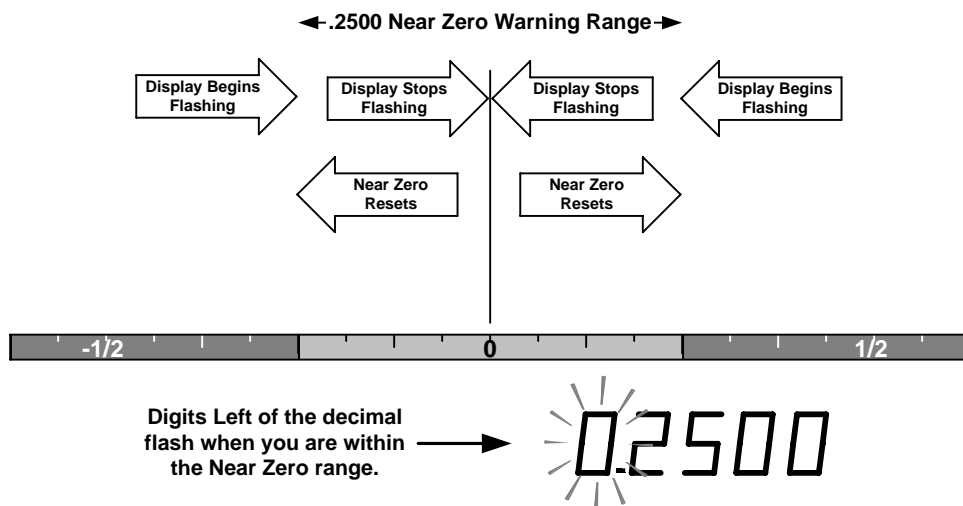 .2500 Near Zero Warning Range
Display Begins
Flashing
Display Stops
Flashing
Display Stops
Flashing
Display Begins
Flashing
Near Zero
Resets
Near Zero
Resets
-1/2
0
1/2
Digits Left of the decimal
flash when you are within
the Near Zero range.
0.2500